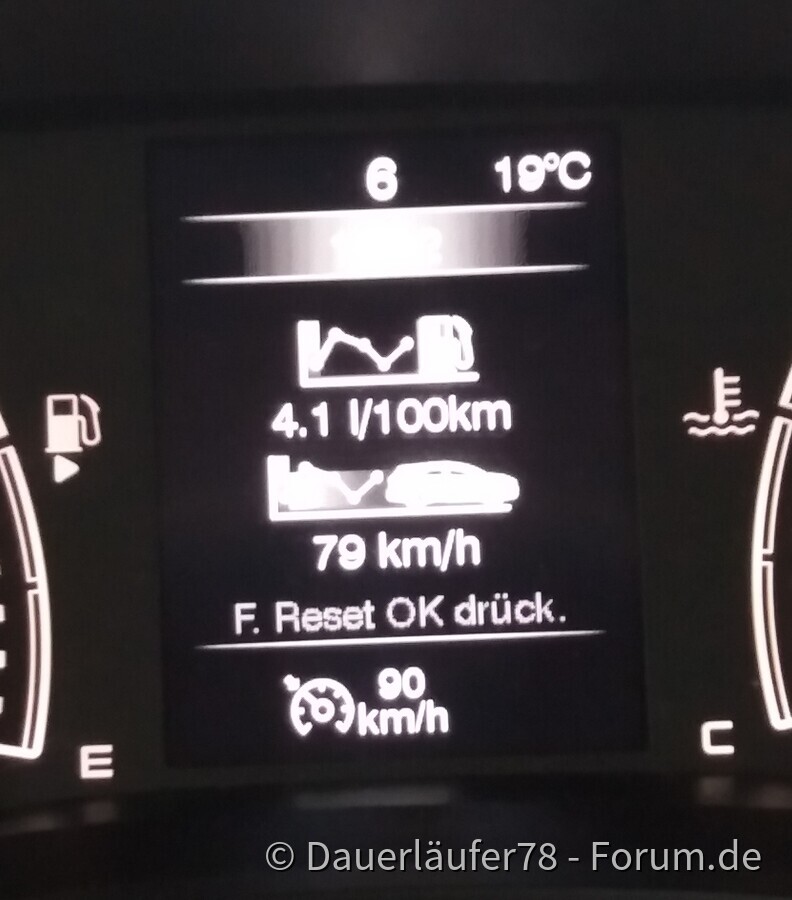 6 19°C
4.1 l/100km
79 km/h
F. Reset OK drück.
90
km/h
E
C
© Dauerläufer78 - Forum.de